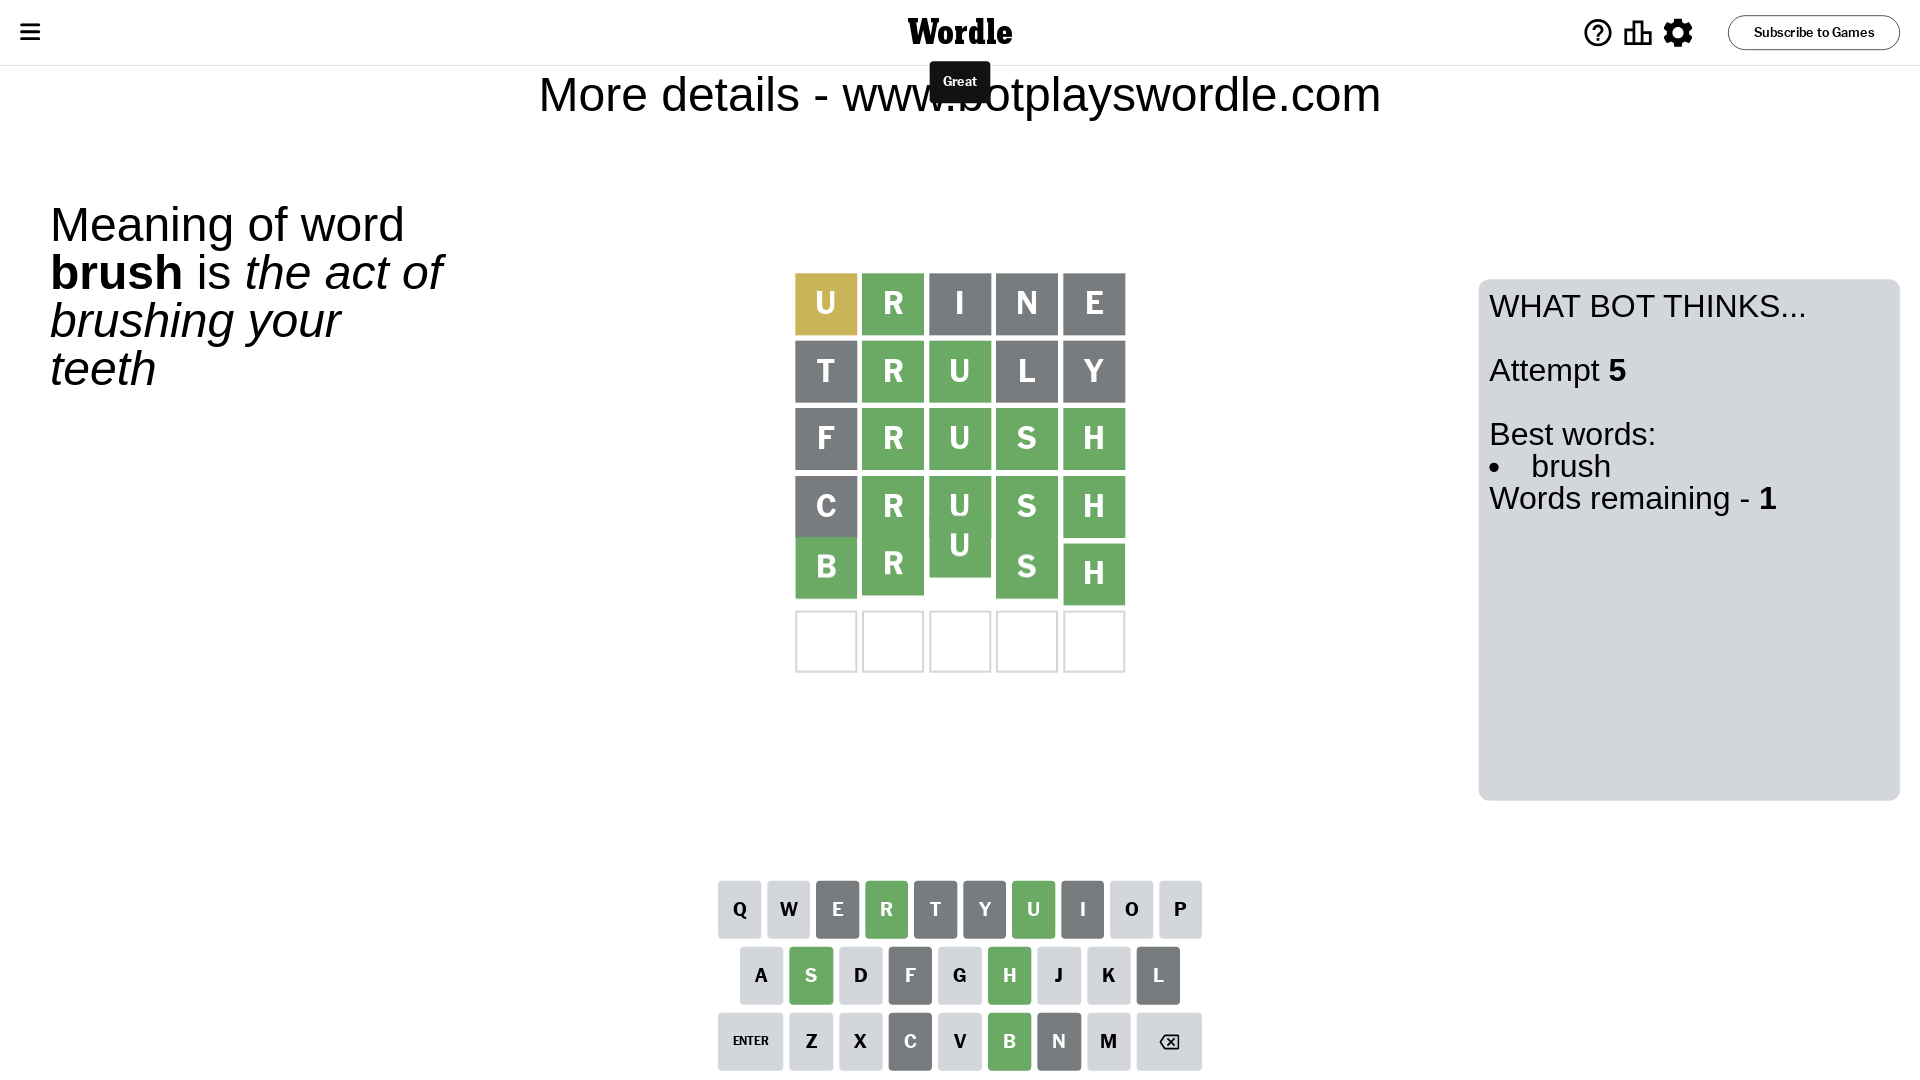 Wordle
Subscribe to Games
Great
More details - www.botplayswordle.com
Meaning of word
brush is the act of
brushing your
teeth
U R I N E
T R U L Y
F R U S H
C R U S H
B R U S H
WHAT BOT THINKS...
Attempt 5
Best words:
• brush
Words remaining - 1
Q W E R T Y U I O P
A S D F G H J K L
ENTER Z X C V B N M